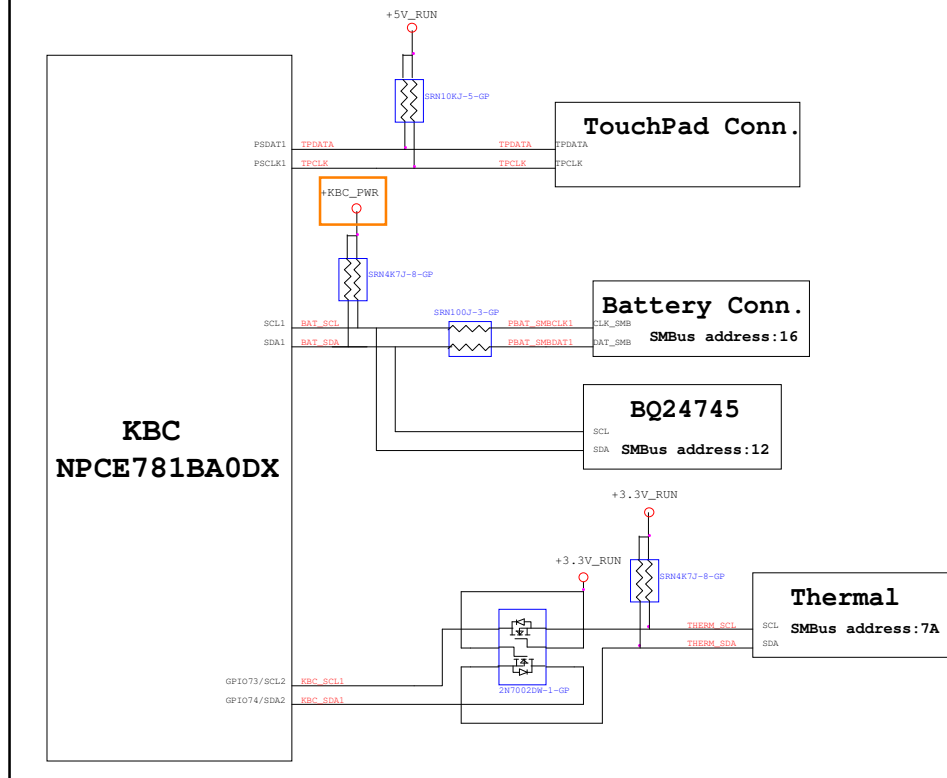 +5V_RUN
SRN10KJ-5-GP
TouchPad Conn.
PSDAT1 TPDATA TPDATA TPDATA
PSCLK1 TPCLK TPCLK TPCLK
+KBC_PWR
SRN4K7J-8-GP
SRN100J-3-GP
Battery Conn.
SCL1 BAT_SCL PBAT_SMBCLK1 CLK_SMB
SMBus address:16
SDA1 BAT_SDA PBAT_SMBDAT1 DAT_SMB
BQ24745
SCL
SDA SMBus address:12
KBC
NPCE781BA0DX
+3.3V_RUN
+3.3V_RUN
SRN4K7J-8-GP
Thermal
THERM_SCL SCL
SMBus address:7A
THERM_SDA SDA
GPIO73/SCL2 KBC_SCL1
2N7002DW-1-GP
GPIO74/SDA2 KBC_SDA1